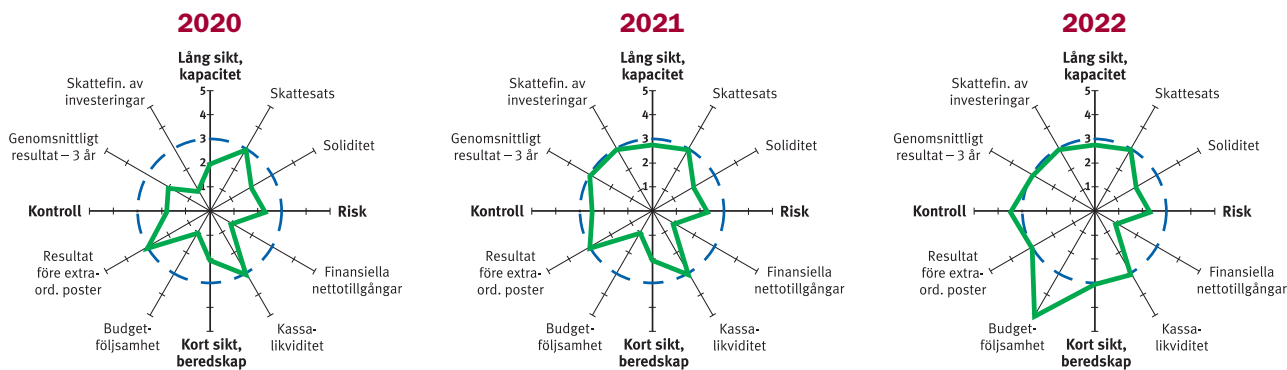 2020
Lång sikt,
kapacitet
Skattefin. av
investeringar
Skattesats
Genomsnittligt
resultat – 3 år
Soliditet
Kontroll
Risk
Resultat
före extra-
ord. poster
Finansiella
nettotillgångar
Budget-
följsamhet
Kassa-
likviditet
Kort sikt,
beredskap
5
4
3
2
1
2021
Lång sikt,
kapacitet
Skattefin. av
investeringar
Skattesats
Genomsnittligt
resultat – 3 år
Soliditet
Kontroll
Risk
Resultat
före extra-
ord. poster
Finansiella
nettotillgångar
Budget-
följsamhet
Kassa-
likviditet
Kort sikt,
beredskap
5
4
3
2
1
2022
Lång sikt,
kapacitet
Skattefin. av
investeringar
Skattesats
Genomsnittligt
resultat – 3 år
Soliditet
Kontroll
Risk
Resultat
före extra-
ord. poster
Finansiella
nettotillgångar
Budget-
följsamhet
Kassa-
likviditet
Kort sikt,
beredskap
5
4
3
2
1